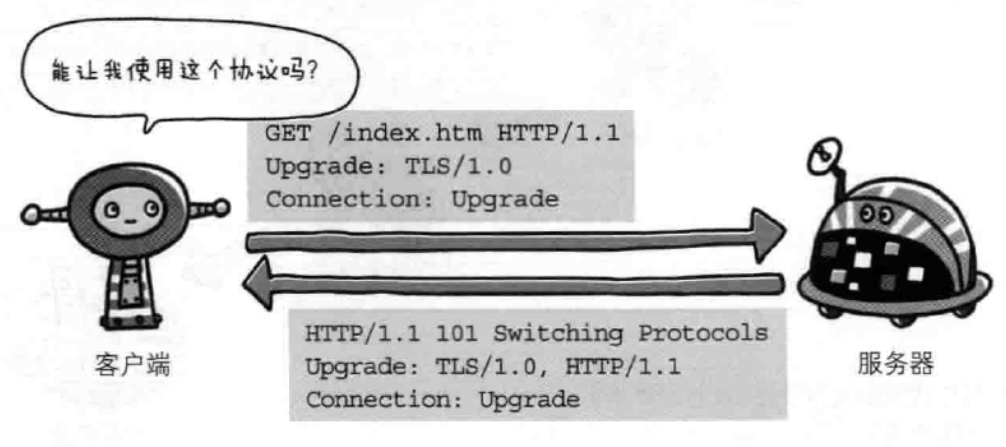 能让我使用这个协议吗?
GET /index.htm HTTP/1.1
Upgrade: TLS/1.0
Connection: Upgrade
HTTP/1.1 101 Switching Protocols
Upgrade: TLS/1.0, HTTP/1.1
Connection: Upgrade
客户端
服务器